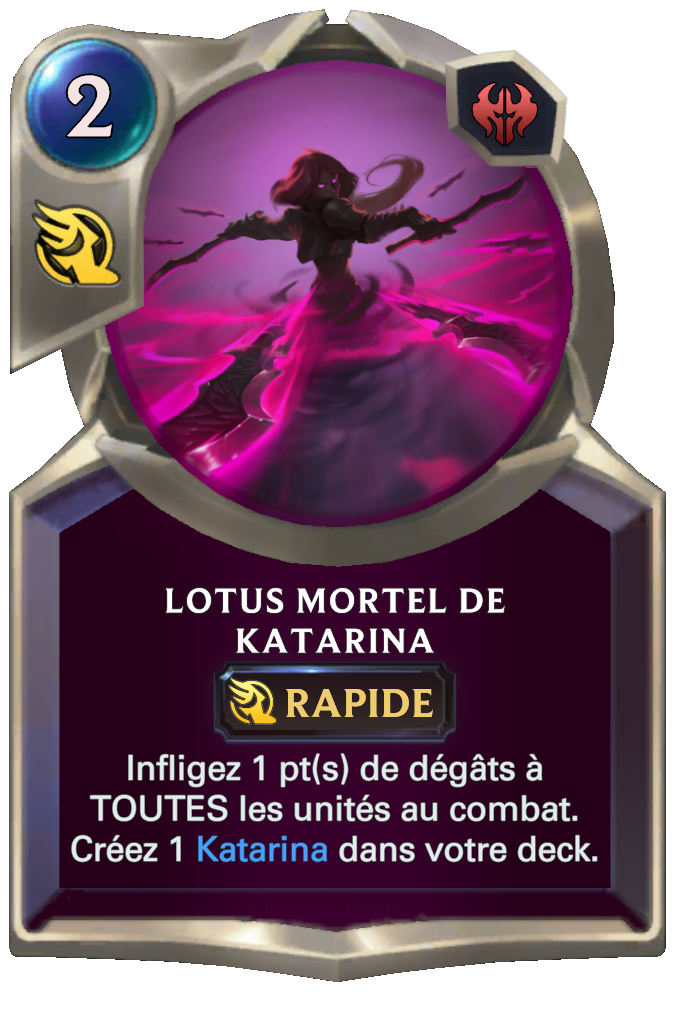 2
LOTUS MORTEL DE
KATARINA
RAPIDE
Infligez 1 pt(s) de dégâts à
TOUTES les unités au combat.
Créez 1 Katarina dans votre deck.